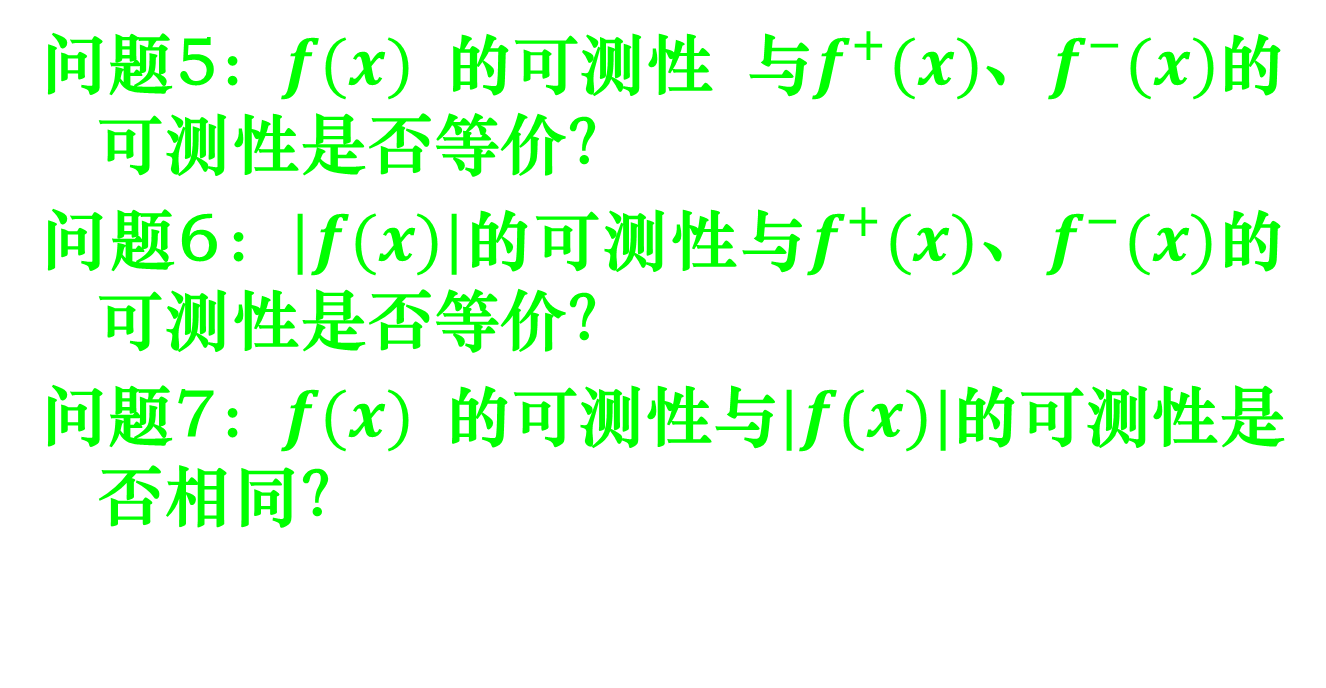 问题5：f(x) 的可测性 与f⁺(x)、f⁻(x)的
可测性是否等价？
问题6：|f(x)|的可测性与f⁺(x)、f⁻(x)的
可测性是否等价？
问题7：f(x) 的可测性与|f(x)|的可测性是
否相同？